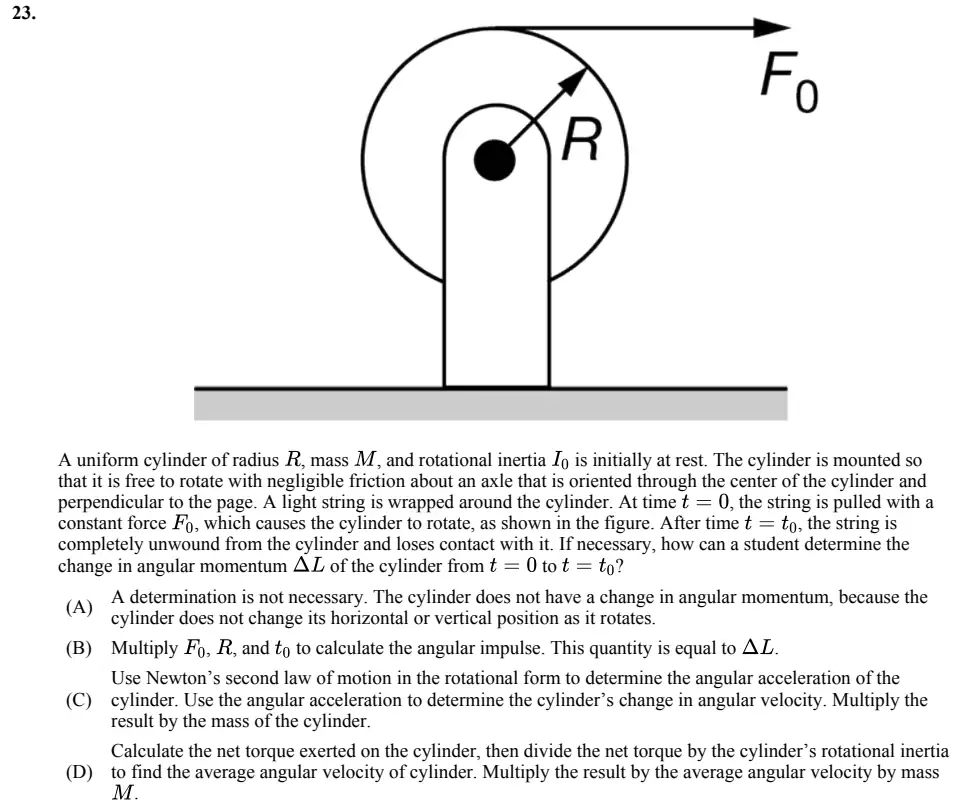 23.
F₀
R
A uniform cylinder of radius R, mass M, and rotational inertia I₀ is initially at rest. The cylinder is mounted so
that it is free to rotate with negligible friction about an axle that is oriented through the center of the cylinder and
perpendicular to the page. A light string is wrapped around the cylinder. At time t = 0, the string is pulled with a
constant force F₀, which causes the cylinder to rotate, as shown in the figure. After time t = t₀, the string is
completely unwound from the cylinder and loses contact with it. If necessary, how can a student determine the
change in angular momentum ΔL of the cylinder from t = 0 to t = t₀?
(A) A determination is not necessary. The cylinder does not have a change in angular momentum, because the
cylinder does not change its horizontal or vertical position as it rotates.
(B) Multiply F₀, R, and t₀ to calculate the angular impulse. This quantity is equal to ΔL.
Use Newton’s second law of motion in the rotational form to determine the angular acceleration of the
(C) cylinder. Use the angular acceleration to determine the cylinder’s change in angular velocity. Multiply the
result by the mass of the cylinder.
Calculate the net torque exerted on the cylinder, then divide the net torque by the cylinder’s rotational inertia
(D) to find the average angular velocity of cylinder. Multiply the result by the average angular velocity by mass
M.